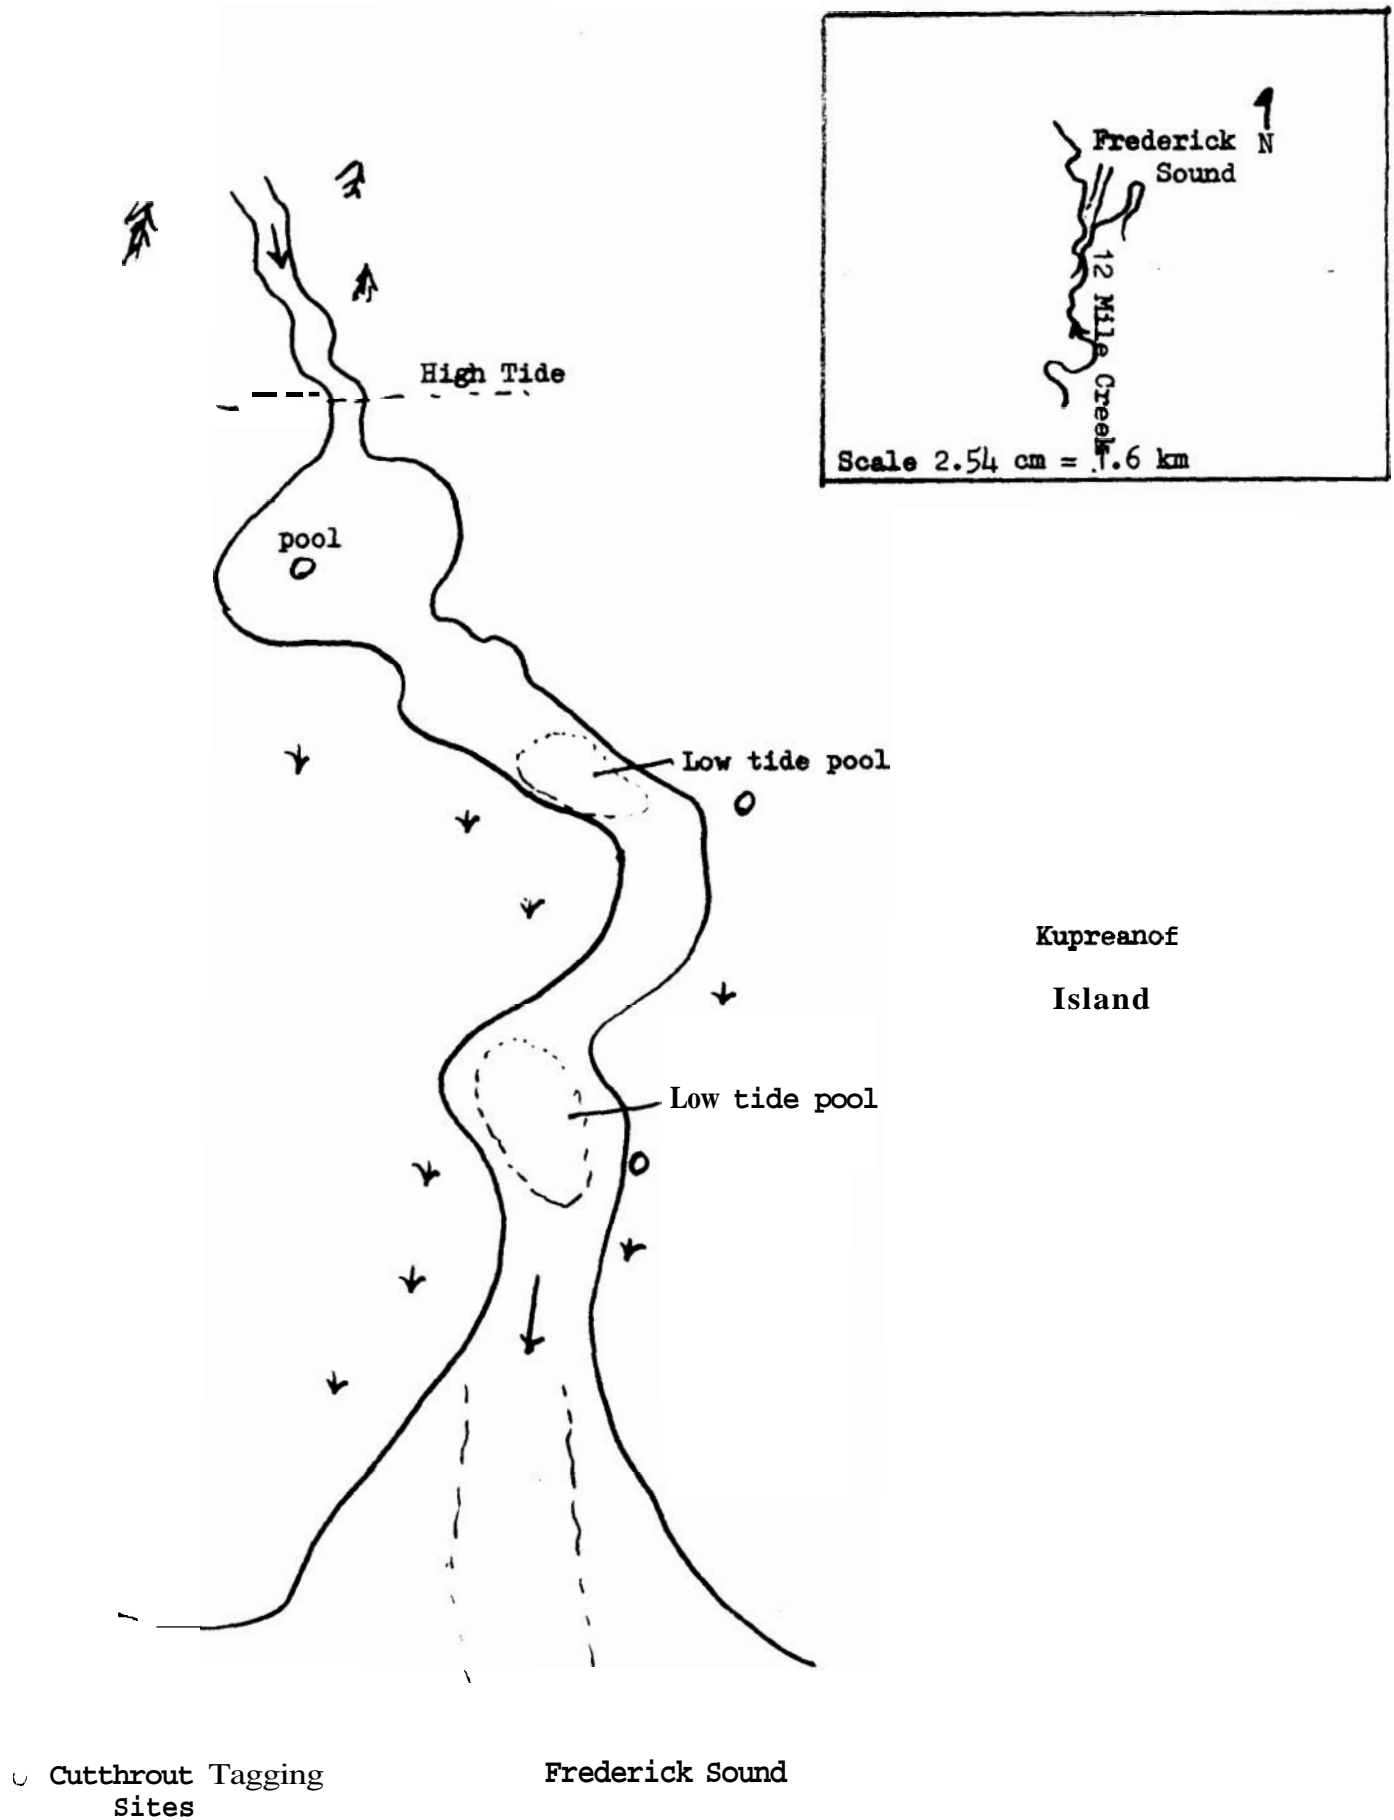 Frederick N
Sound
12 Mile Creek
Scale 2.54 cm = 1.6 km
High Tide
pool
Low tide pool
Kupreanof
Island
Low tide pool
Cutthrout Tagging
Sites
Frederick Sound